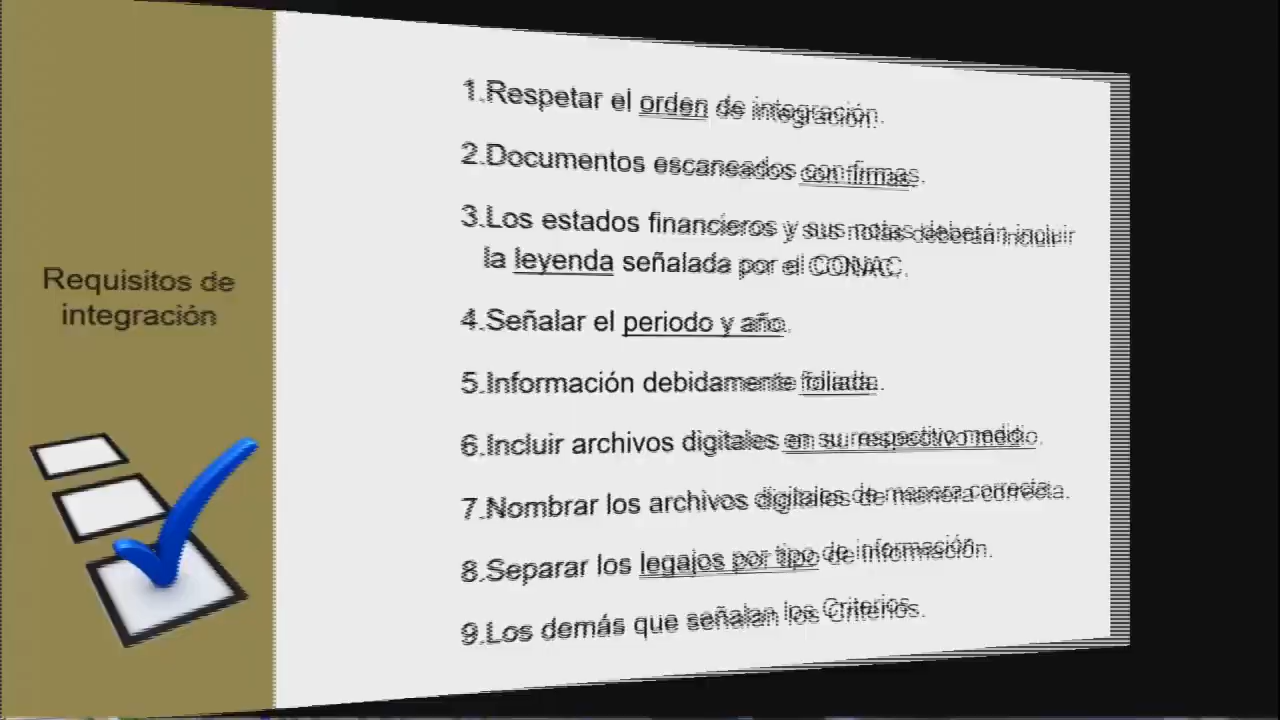 Requisitos de
integración
1.Respetar el orden de integración.
2.Documentos escaneados con firmas.
3.Los estados financieros y sus notas deberán incluir
la leyenda señalada por el CONAC.
4.Señalar el periodo y año.
5.Información debidamente foliada.
6.Incluir archivos digitales en su respectivo medio.
7.Nombrar los archivos digitales de manera correcta.
8.Separar los legajos por tipo de información.
9.Los demás que señalan los Criterios.